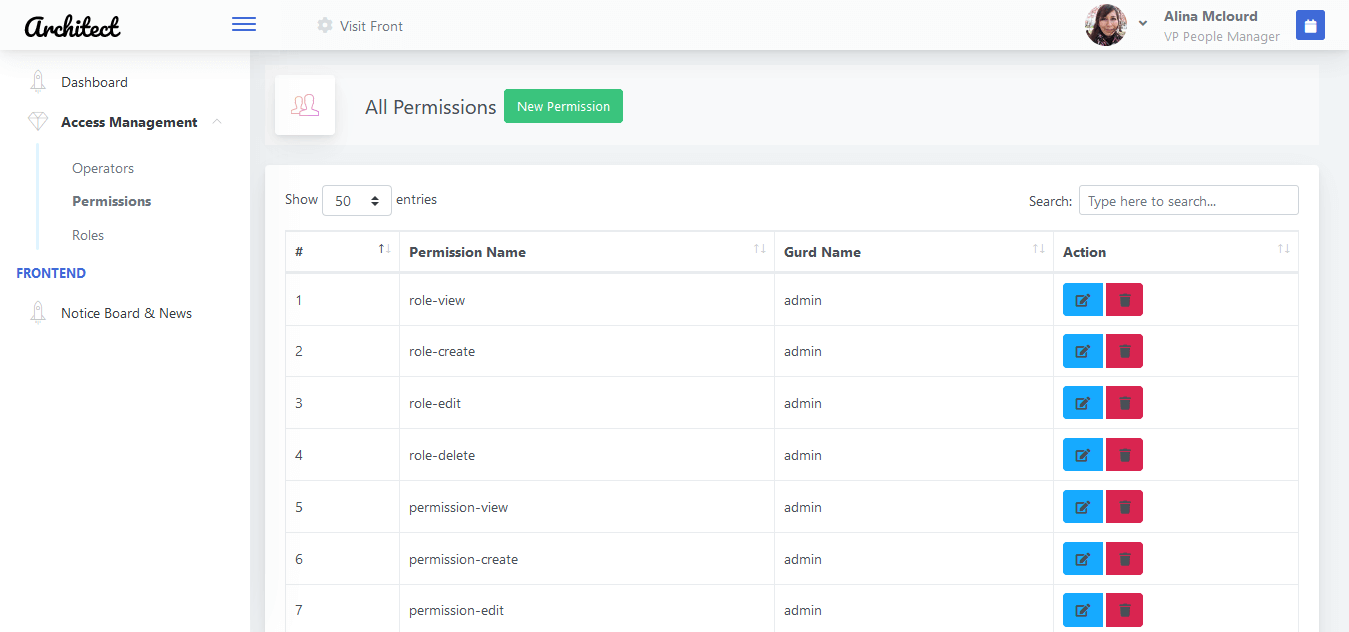 Architect
Visit Front
Alina Mclourd
VP People Manager
Dashboard
Access Management
Operators
Permissions
Roles
FRONTEND
Notice Board & News
All Permissions New Permission
Show 50 entries Search: Type here to search...
# Permission Name Gurd Name Action
1 role-view admin
2 role-create admin
3 role-edit admin
4 role-delete admin
5 permission-view admin
6 permission-create admin
7 permission-edit admin